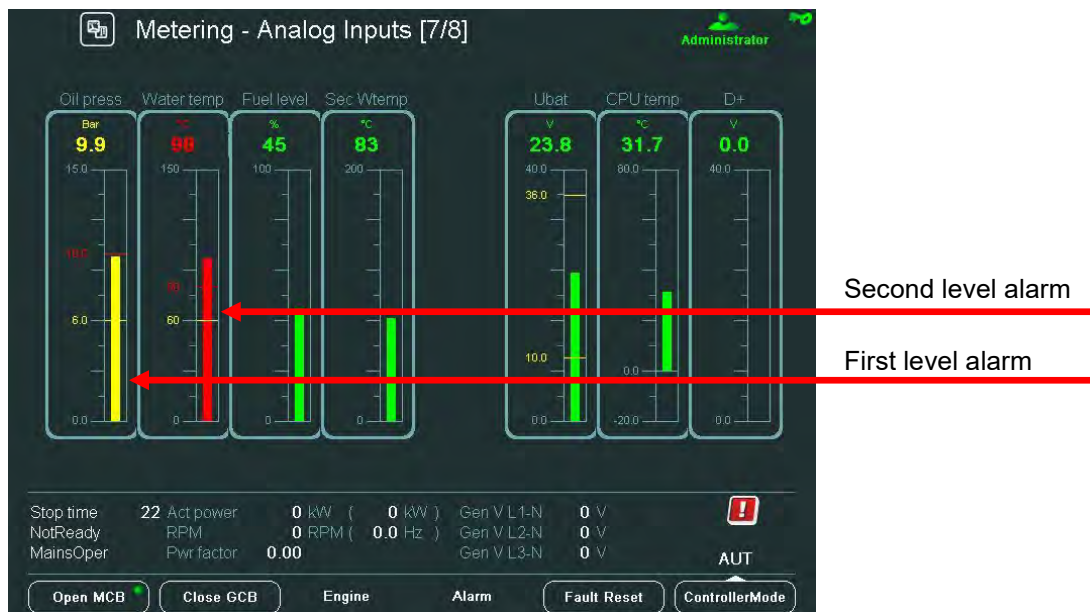 Metering - Analog Inputs [7/8]
Administrator
Oil press Water temp Fuel level Sec Wtemp Ubat CPU temp D+
Bar °C % °C V °C V
9.9 98 45 83 23.8 31.7 0.0
15.0 150 100 200 40.0 80.0 40.0
36.0
10.0
90
Second level alarm
6.0 60
First level alarm
10.0 0.0
0.0 0 0 0 0.0 -20.0 0.0
Stop time 22 Act power 0 kW ( 0 kW ) Gen V L1-N 0 V
NotReady RPM 0 RPM ( 0.0 Hz ) Gen V L2-N 0 V
MainsOper Pwr factor 0.00 Gen V L3-N 0 V
AUT
Open MCB Close GCB Engine Alarm Fault Reset ControllerMode